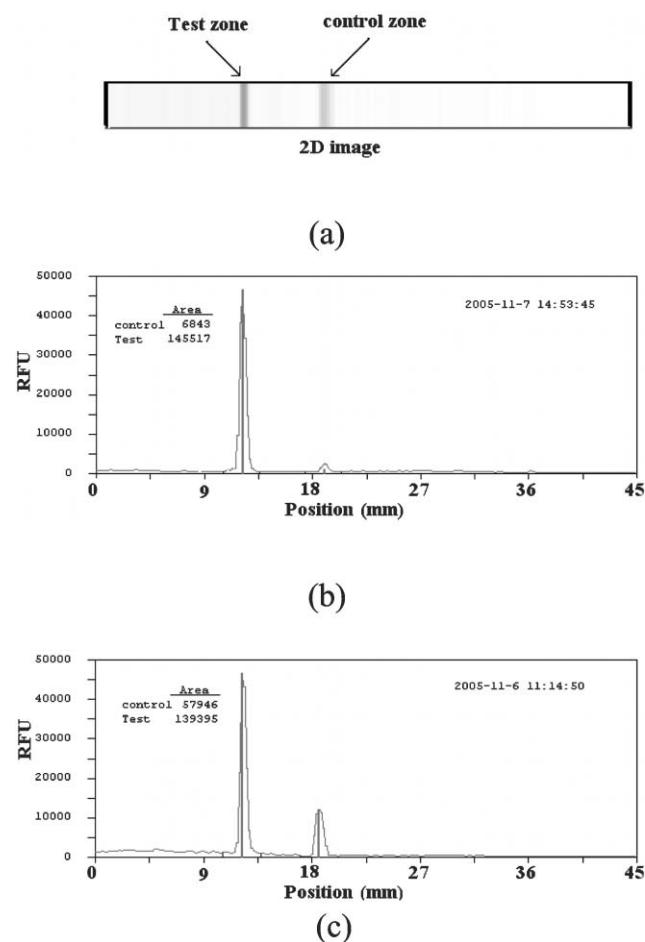 Test zone control zone
2D image
(a)
50000
40000
30000
20000
10000
0
RFU
Area
control 6843
Test 145517
2005-11-7 14:53:45
0 9 18 27 36 45
Position (mm)
(b)
50000
40000
30000
20000
10000
0
RFU
Area
control 57946
Test 139395
2005-11-6 11:14:50
0 9 18 27 36 45
Position (mm)
(c)